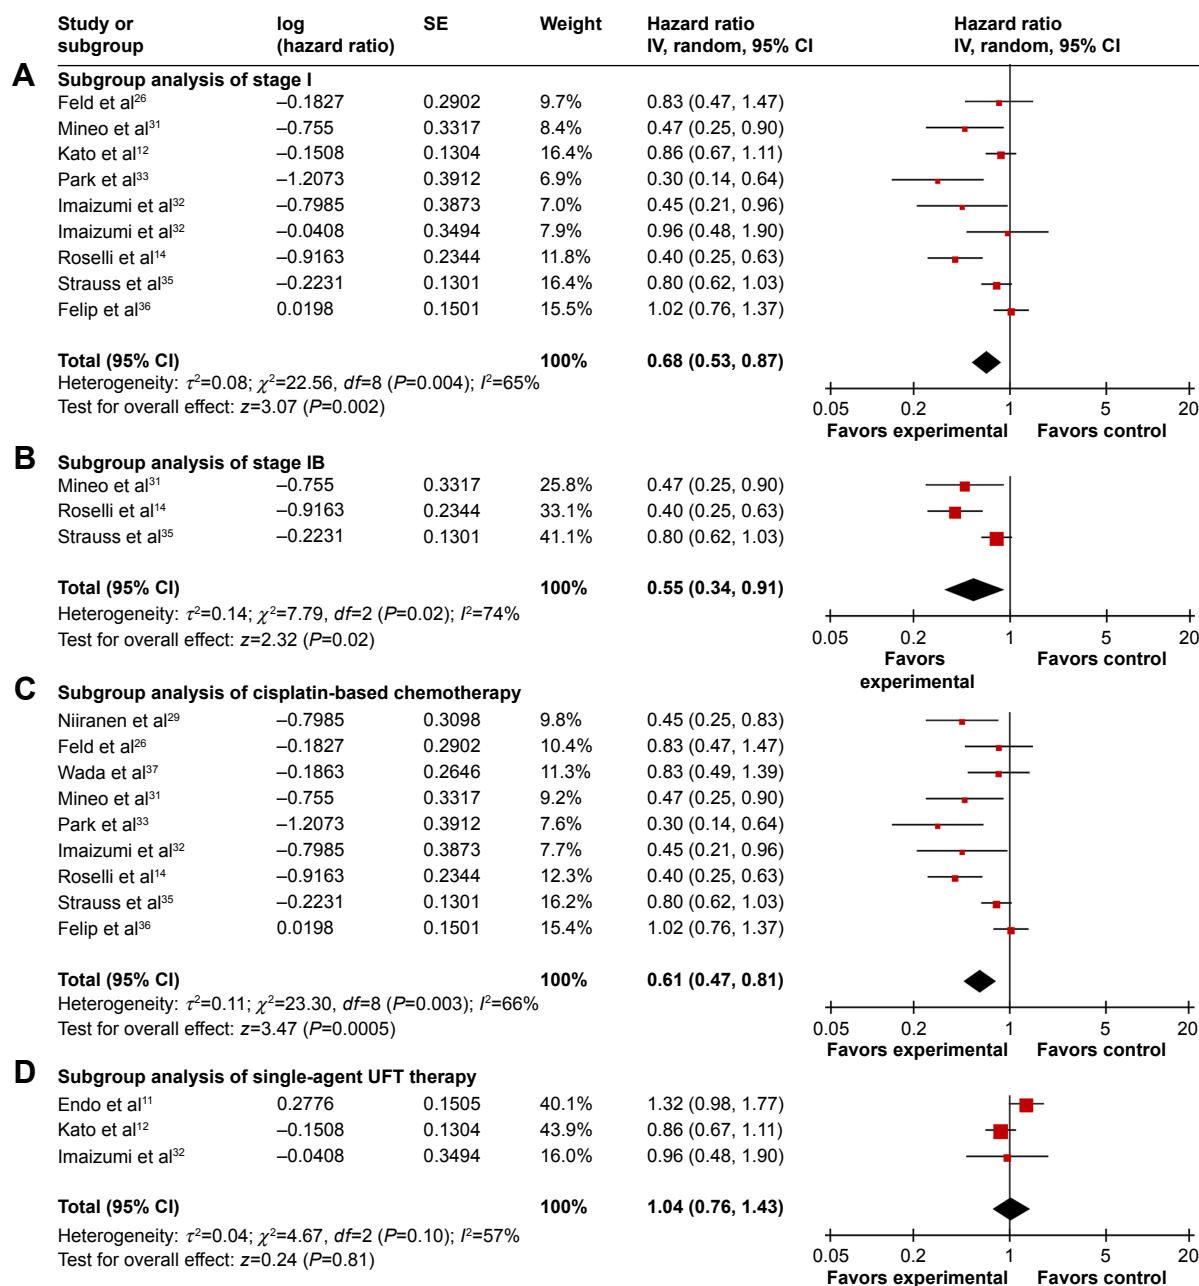 Study or subgroup log (hazard ratio) SE Weight Hazard ratio IV, random, 95% CI Hazard ratio IV, random, 95% CI
A Subgroup analysis of stage I
Feld et al26 –0.1827 0.2902 9.7% 0.83 (0.47, 1.47)
Mineo et al31 –0.755 0.3317 8.4% 0.47 (0.25, 0.90)
Kato et al12 –0.1508 0.1304 16.4% 0.86 (0.67, 1.11)
Park et al33 –1.2073 0.3912 6.9% 0.30 (0.14, 0.64)
Imaizumi et al32 –0.7985 0.3873 7.0% 0.45 (0.21, 0.96)
Imaizumi et al32 –0.0408 0.3494 7.9% 0.96 (0.48, 1.90)
Roselli et al14 –0.9163 0.2344 11.8% 0.40 (0.25, 0.63)
Strauss et al35 –0.2231 0.1301 16.4% 0.80 (0.62, 1.03)
Felip et al36 0.0198 0.1501 15.5% 1.02 (0.76, 1.37)
Total (95% CI) 100% 0.68 (0.53, 0.87)
Heterogeneity: τ2=0.08; χ2=22.56, df=8 (P=0.004); I2=65%
Test for overall effect: z=3.07 (P=0.002)
0.05 0.2 1 5 20
Favors experimental Favors control
B Subgroup analysis of stage IB
Mineo et al31 –0.755 0.3317 25.8% 0.47 (0.25, 0.90)
Roselli et al14 –0.9163 0.2344 33.1% 0.40 (0.25, 0.63)
Strauss et al35 –0.2231 0.1301 41.1% 0.80 (0.62, 1.03)
Total (95% CI) 100% 0.55 (0.34, 0.91)
Heterogeneity: τ2=0.14; χ2=7.79, df=2 (P=0.02); I2=74%
Test for overall effect: z=2.32 (P=0.02)
0.05 0.2 1 5 20
Favors experimental Favors control
C Subgroup analysis of cisplatin-based chemotherapy
Niiranen et al29 –0.7985 0.3098 9.8% 0.45 (0.25, 0.83)
Feld et al26 –0.1827 0.2902 10.4% 0.83 (0.47, 1.47)
Wada et al37 –0.1863 0.2646 11.3% 0.83 (0.49, 1.39)
Mineo et al31 –0.755 0.3317 9.2% 0.47 (0.25, 0.90)
Park et al33 –1.2073 0.3912 7.6% 0.30 (0.14, 0.64)
Imaizumi et al32 –0.7985 0.3873 7.7% 0.45 (0.21, 0.96)
Roselli et al14 –0.9163 0.2344 12.3% 0.40 (0.25, 0.63)
Strauss et al35 –0.2231 0.1301 16.2% 0.80 (0.62, 1.03)
Felip et al36 0.0198 0.1501 15.4% 1.02 (0.76, 1.37)
Total (95% CI) 100% 0.61 (0.47, 0.81)
Heterogeneity: τ2=0.11; χ2=23.30, df=8 (P=0.003); I2=66%
Test for overall effect: z=3.47 (P=0.0005)
0.05 0.2 1 5 20
Favors experimental Favors control
D Subgroup analysis of single-agent UFT therapy
Endo et al11 0.2776 0.1505 40.1% 1.32 (0.98, 1.77)
Kato et al12 –0.1508 0.1304 43.9% 0.86 (0.67, 1.11)
Imaizumi et al32 –0.0408 0.3494 16.0% 0.96 (0.48, 1.90)
Total (95% CI) 100% 1.04 (0.76, 1.43)
Heterogeneity: τ2=0.04; χ2=4.67, df=2 (P=0.10); I2=57%
Test for overall effect: z=0.24 (P=0.81)
0.05 0.2 1 5 20
Favors experimental Favors control